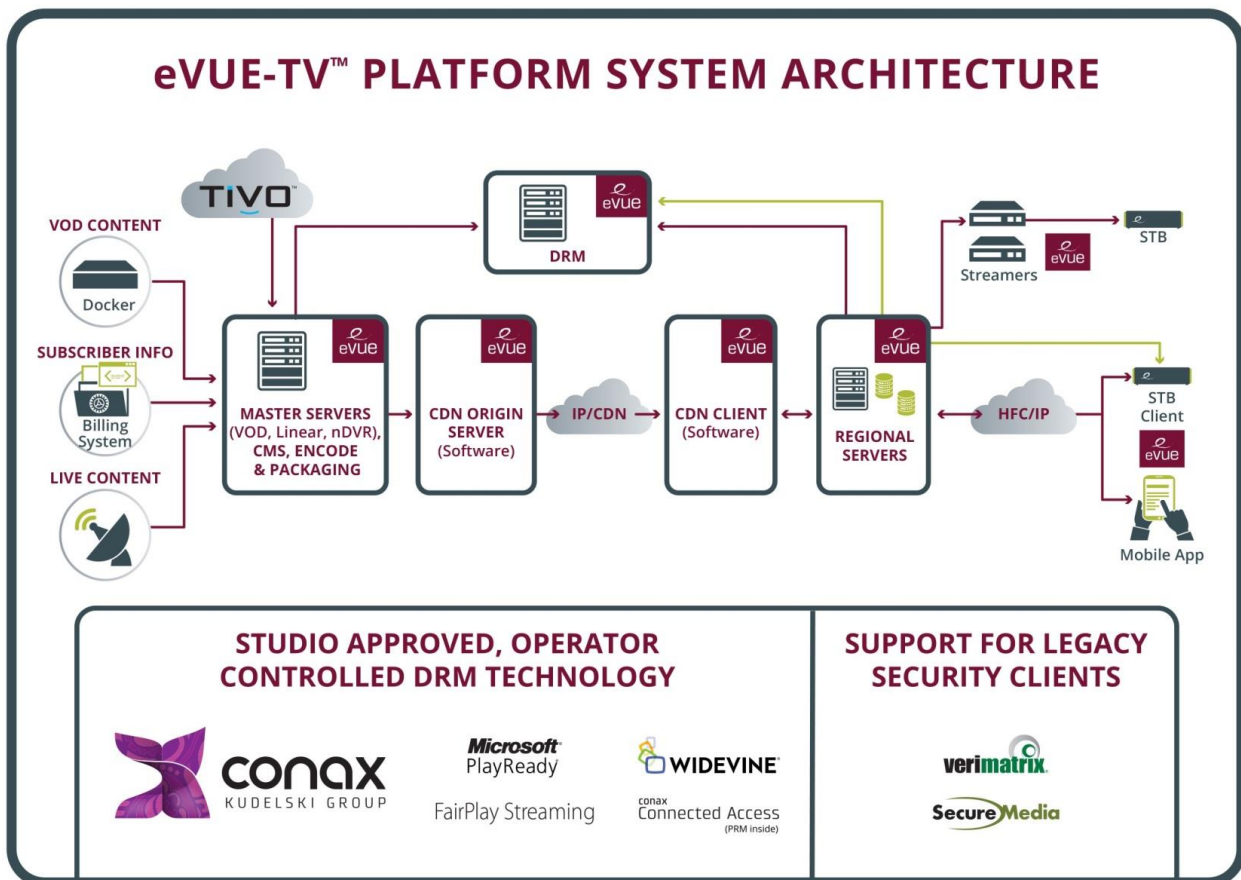 eVUE-TV™ PLATFORM SYSTEM ARCHITECTURE
TiVo™
VOD CONTENT
Docker
SUBSCRIBER INFO
Billing
System
LIVE CONTENT
eVUE
DRM
eVUE
MASTER SERVERS
(VOD, Linear, nDVR),
CMS, ENCODE
& PACKAGING
eVUE
CDN ORIGIN
SERVER
(Software)
IP/CDN
eVUE
CDN CLIENT
(Software)
eVUE
REGIONAL
SERVERS
Streamers
eVUE
STB
HFC/IP
STB
Client
eVUE
Mobile App
STUDIO APPROVED, OPERATOR
CONTROLLED DRM TECHNOLOGY
conax
KUDELSKI GROUP
Microsoft®
PlayReady
WIDEVINE®
FairPlay Streaming
conax
Connected Access
(PRM inside)
SUPPORT FOR LEGACY
SECURITY CLIENTS
verimatrix
SecureMedia